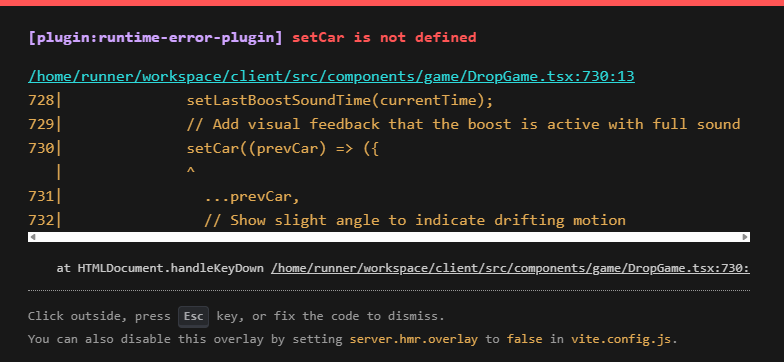 [plugin:runtime-error-plugin] setCar is not defined
/home/runner/workspace/client/src/components/game/DropGame.tsx:730:13
728|              setLastBoostSoundTime(currentTime);
729|              // Add visual feedback that the boost is active with full sound
730|              setCar((prevCar) => ({
   |              ^
731|                ...prevCar,
732|                // Show slight angle to indicate drifting motion
at HTMLDocument.handleKeyDown /home/runner/workspace/client/src/components/game/DropGame.tsx:730:
Click outside, press Esc key, or fix the code to dismiss.
You can also disable this overlay by setting server.hmr.overlay to false in vite.config.js.